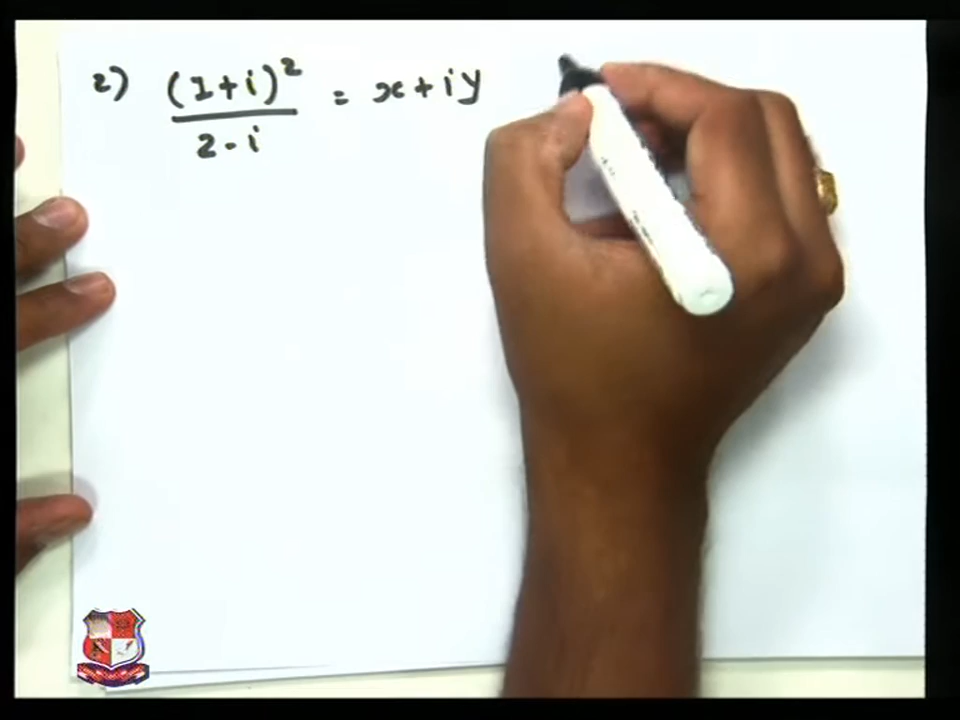 2) (1+i)² / 2-i = x+iy